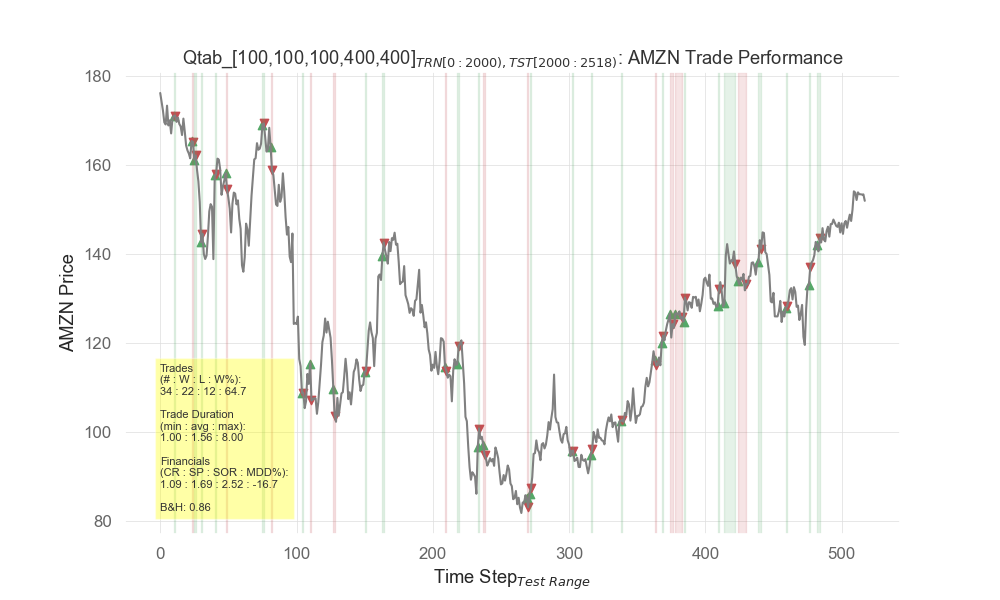 Qtab_[100,100,100,400,400]TRN[0 : 2000), TST[2000 : 2518) : AMZN Trade Performance
180
160
140
120
100
80
AMZN Price
Trades
(# : W : L : W%):
34 : 22 : 12 : 64.7
Trade Duration
(min : avg : max):
1.00 : 1.56 : 8.00
Financials
(CR : SP : SOR : MDD%):
1.09 : 1.69 : 2.52 : -16.7
B&H: 0.86
0 100 200 300 400 500
Time StepTest Range